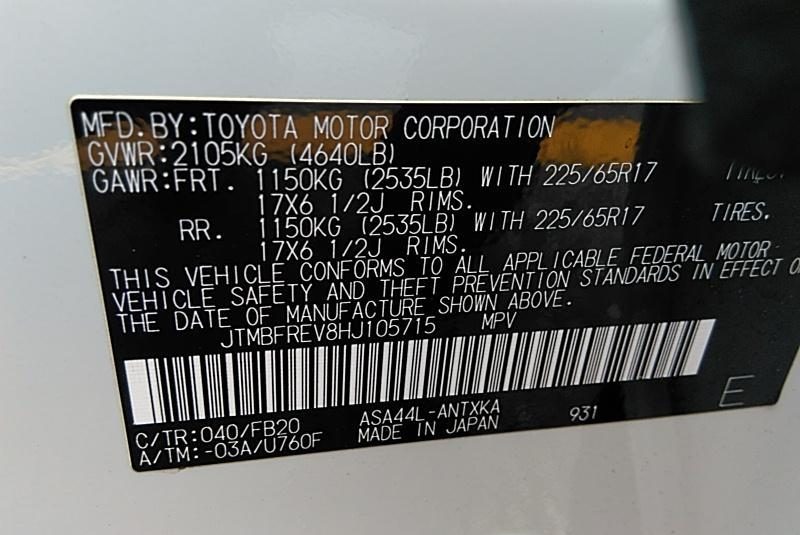 MFD.BY:TOYOTA MOTOR CORPORATION
GVWR:2105KG (4640LB)
GAWR:FRT. 1150KG (2535LB) WITH 225/65R17 TIRES.
17X6 1/2J RIMS.
RR. 1150KG (2535LB) WITH 225/65R17 TIRES.
17X6 1/2J RIMS.
THIS VEHICLE CONFORMS TO ALL APPLICABLE FEDERAL MOTOR
VEHICLE SAFETY AND THEFT PREVENTION STANDARDS IN EFFECT
THE DATE OF MANUFACTURE SHOWN ABOVE.
JTMBFREV8HJ105715 MPV
C/TR:040/FB20 ASA44L-ANTXKA 931 E
A/TM:-03A/U760F MADE IN JAPAN